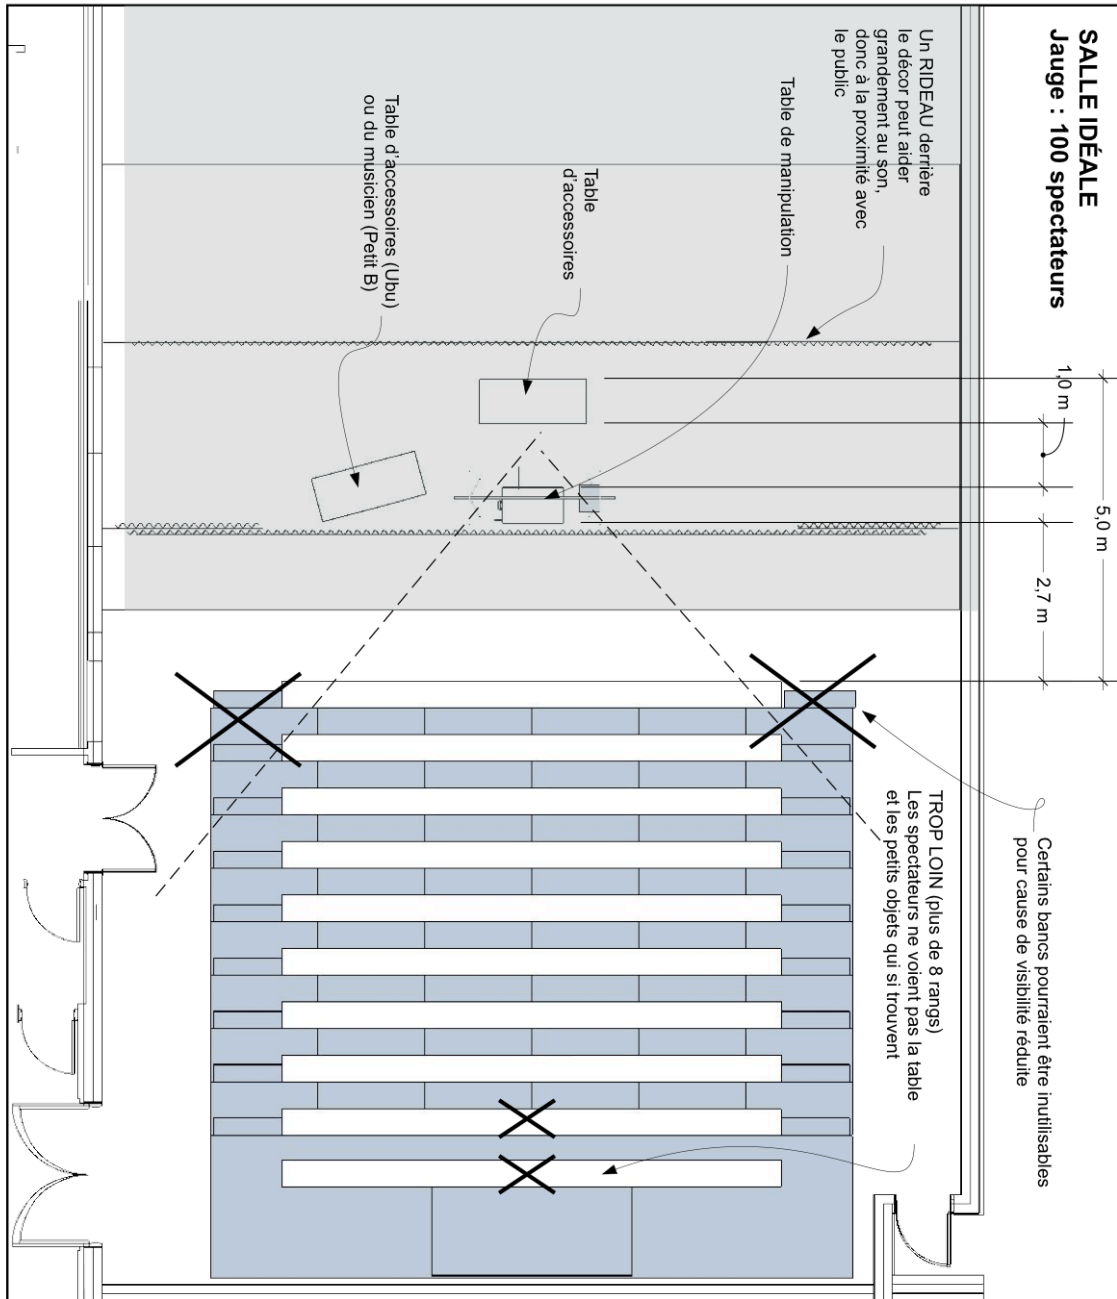 SALLE IDÉALE
Jauge : 100 spectateurs
Un RIDEAU derrière
le décor peut aider
grandement au son,
donc à la proximité avec
le public
Table de manipulation
Table
d'accessoires
Table d'accessoires (Ubu)
ou du musicien (Petit B)
1,0 m
5,0 m
2,7 m
Certains bancs pourraient être inutilisables
pour cause de visibilité réduite
TROP LOIN (plus de 8 rangs)
Les spectateurs ne voient pas la table
et les petits objets qui si trouvent